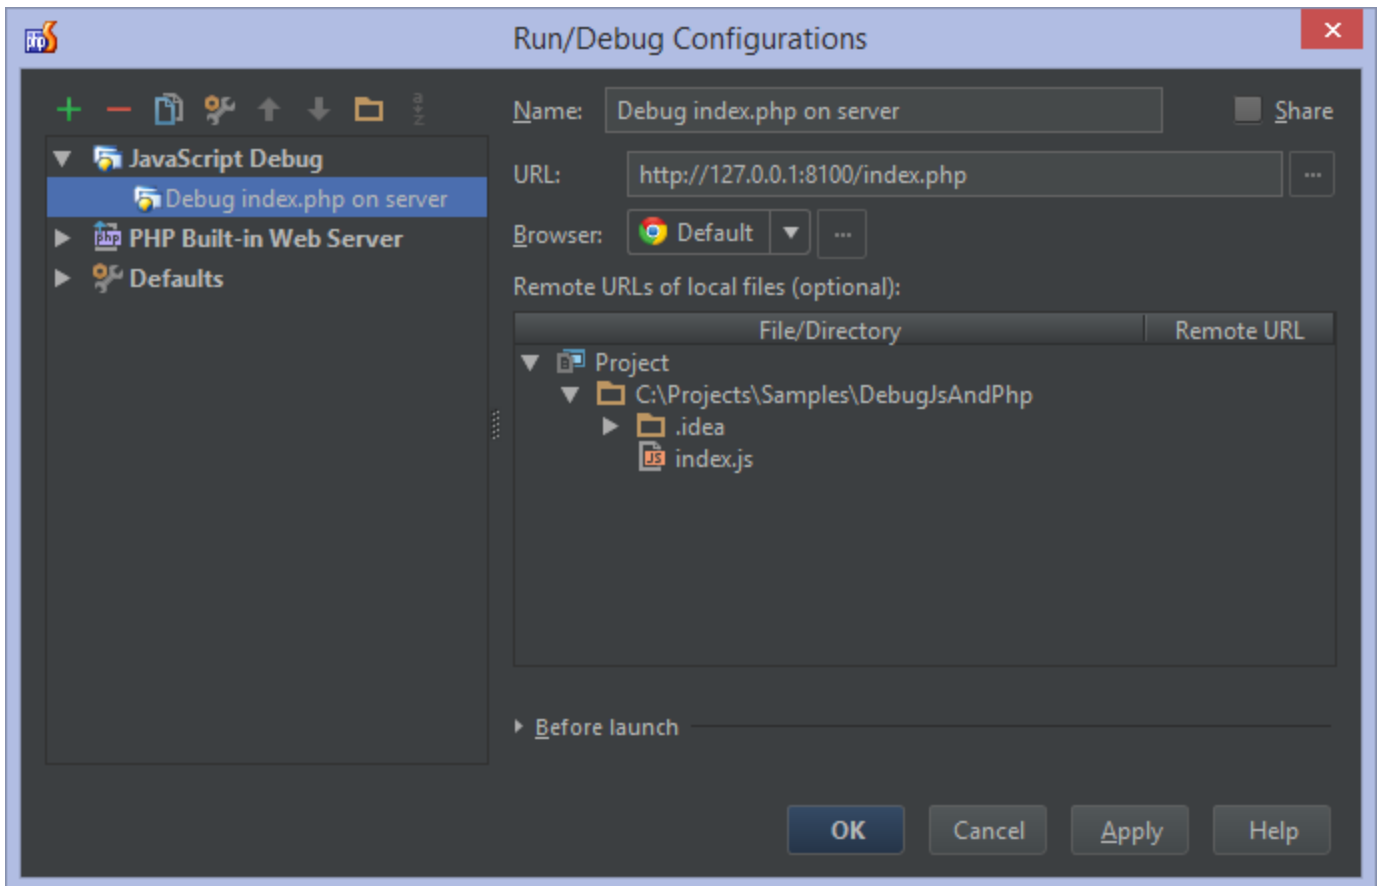 php
Run/Debug Configurations
a
z
Name: Debug index.php on server Share
JavaScript Debug
Debug index.php on server
URL: http://127.0.0.1:8100/index.php ...
PHP Built-in Web Server
Browser: Default ...
Defaults
Remote URLs of local files (optional):
File/Directory Remote URL
Project
C:\Projects\Samples\DebugJsAndPhp
.idea
JS index.js
Before launch
OK Cancel Apply Help